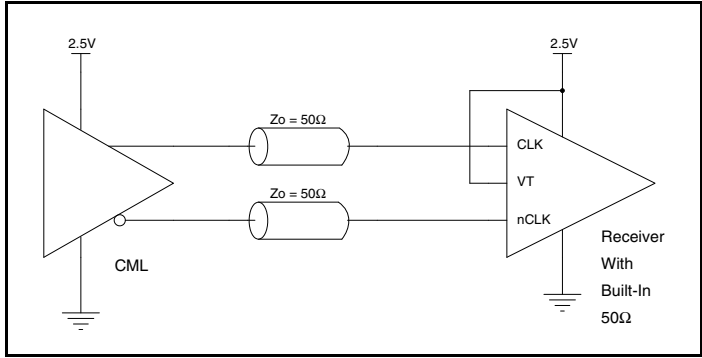 2.5V
2.5V
Zo = 50Ω
CLK
VT
Zo = 50Ω
nCLK
CML
Receiver
With
Built-In
50Ω